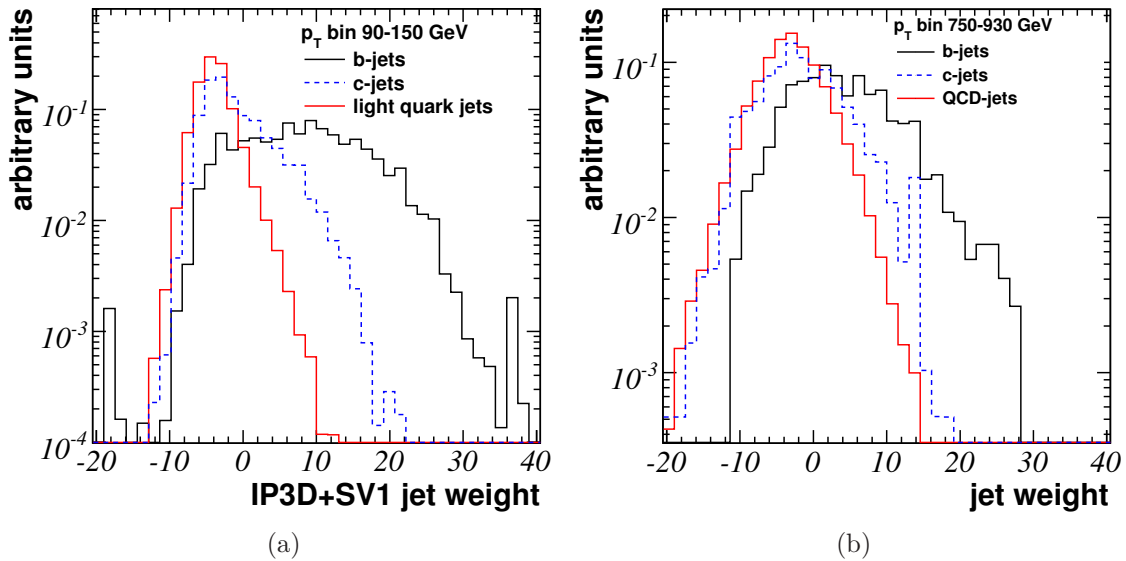 p_T bin 90-150 GeV
b-jets
c-jets
light quark jets
arbitrary units
10^-1
10^-2
10^-3
10^-4
-20 -10 0 10 20 30 40
IP3D+SV1 jet weight
(a)
p_T bin 750-930 GeV
b-jets
c-jets
QCD-jets
arbitrary units
10^-1
10^-2
10^-3
-20 -10 0 10 20 30 40
jet weight
(b)